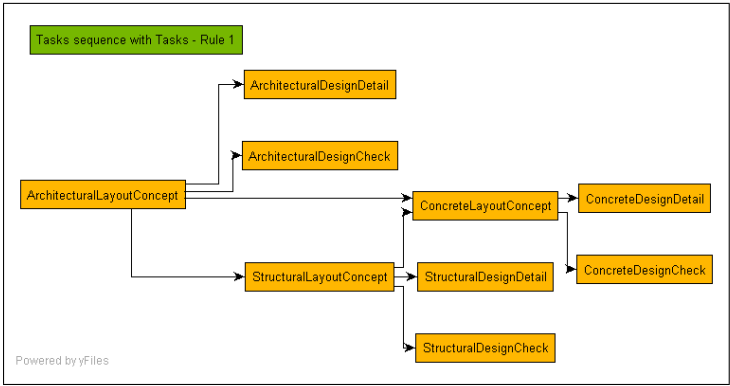 Tasks sequence with Tasks - Rule 1
ArchitecturalDesignDetail
ArchitecturalDesignCheck
ArchitecturalLayoutConcept
ConcreteLayoutConcept
ConcreteDesignDetail
StructuralLayoutConcept
StructuralDesignDetail
ConcreteDesignCheck
StructuralDesignCheck
Powered by yFiles